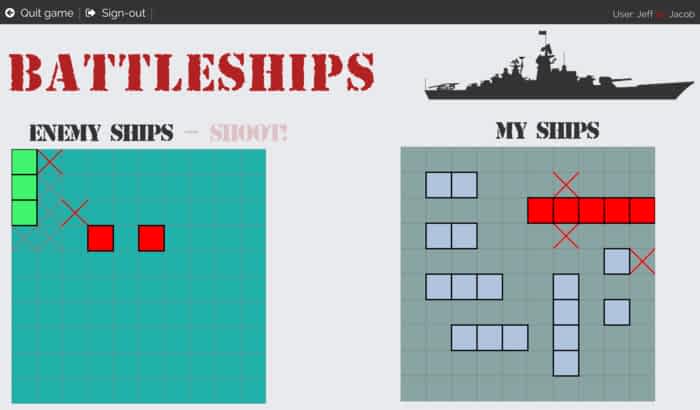 Quit game | Sign-out |
User: Jeff vs. Jacob
BATTLESHIPS
ENEMY SHIPS – SHOOT!
MY SHIPS